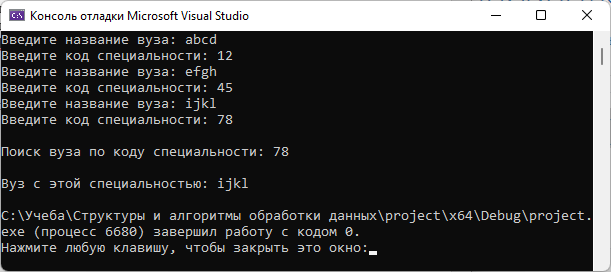 Консоль отладки Microsoft Visual Studio
Введите название вуза: abcd
Введите код специальности: 12
Введите название вуза: efgh
Введите код специальности: 45
Введите название вуза: ijkl
Введите код специальности: 78
Поиск вуза по коду специальности: 78
Вуз с этой специальностью: ijkl
C:\Учеба\Структуры и алгоритмы обработки данных\project\x64\Debug\project.
exe (процесс 6680) завершил работу с кодом 0.
Нажмите любую клавишу, чтобы закрыть это окно: